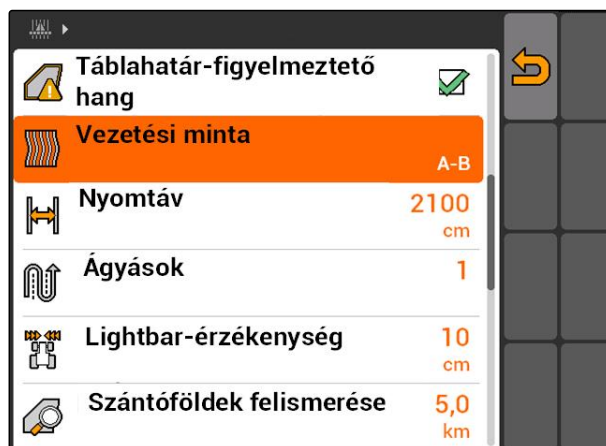 Táblahatár-figyelmeztető
hang
Vezetési minta
A-B
Nyomtáv
2100
cm
Ágyások
1
Lightbar-érzékenység
10
cm
Szántóföldek felismerése
5,0
km